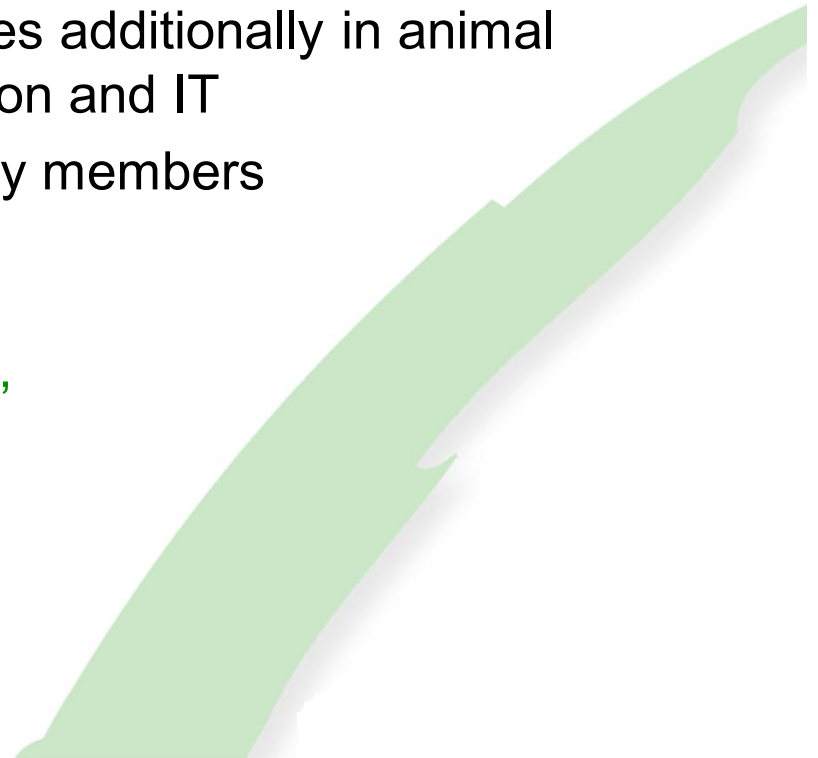 es additionally in animal
on and IT
y members
,